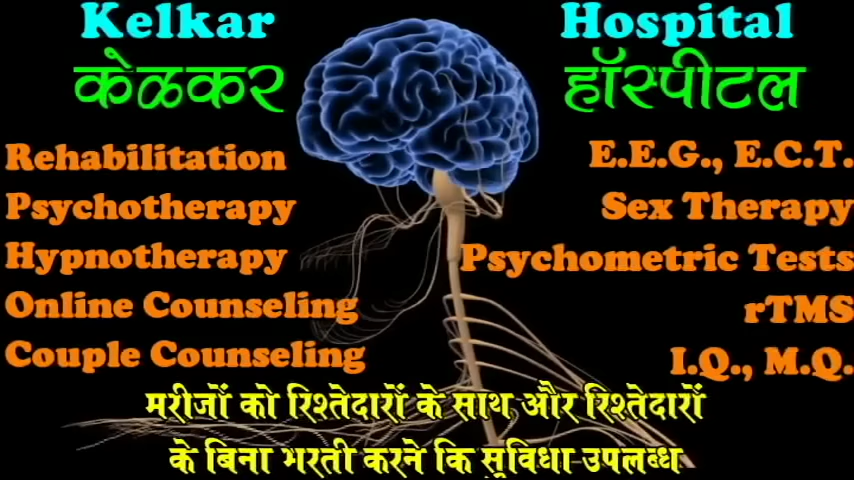 Kelkar Hospital
केळकर हॉस्पीटल
Rehabilitation
Psychotherapy
Hypnotherapy
Online Counseling
Couple Counseling
E.E.G., E.C.T.
Sex Therapy
Psychometric Tests
rTMS
I.Q., M.Q.
मरीजों को रिश्तेदारों के साथ और रिश्तेदारों
के बिना भरती करने कि सुविधा उपलब्ध